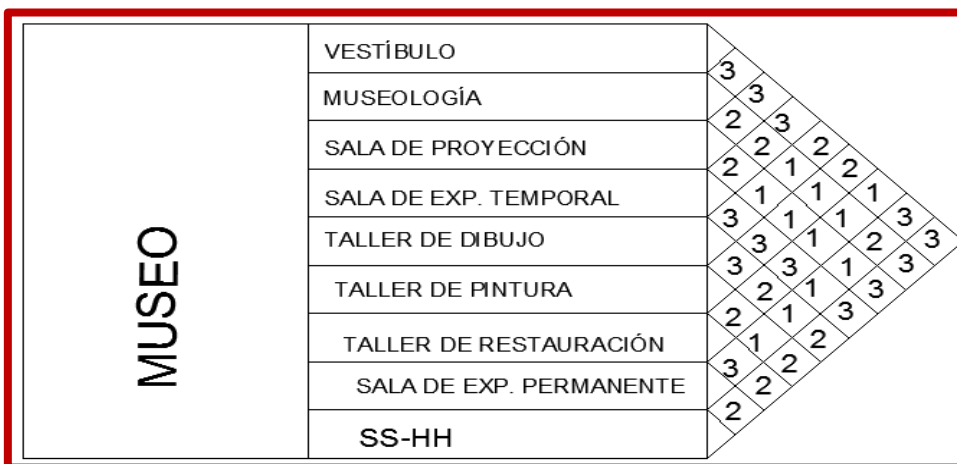 MUSEO
VESTÍBULO
MUSEOLOGÍA
SALA DE PROYECCIÓN
SALA DE EXP. TEMPORAL
TALLER DE DIBUJO
TALLER DE PINTURA
TALLER DE RESTAURACIÓN
SALA DE EXP. PERMANENTE
SS-HH
3
3
2 3
2 2
2 1 2
1 1 1
3 1 1 3
3 1 2 3
3 3 1 3
2 1 3
2 1 3
1 2
3 2
2
2